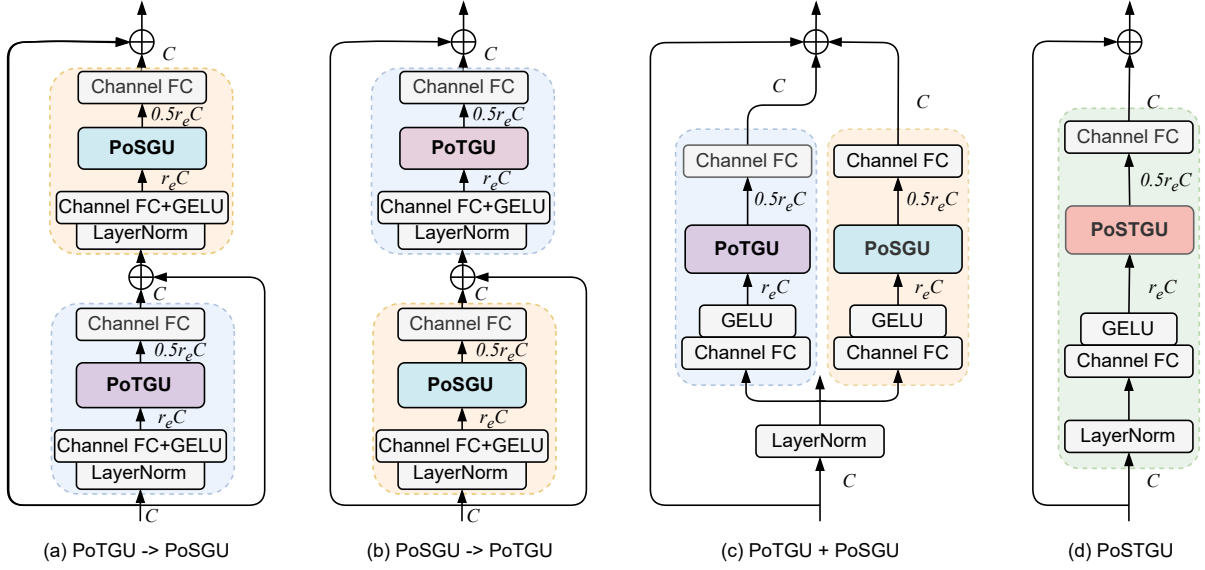 C
Channel FC
0.5r_eC
PoSGU
r_eC
Channel FC+GELU
LayerNorm
C
Channel FC
0.5r_eC
PoTGU
r_eC
Channel FC+GELU
LayerNorm
C
(a) PoTGU -> PoSGU
C
Channel FC
0.5r_eC
PoTGU
r_eC
Channel FC+GELU
LayerNorm
C
Channel FC
0.5r_eC
PoSGU
r_eC
Channel FC+GELU
LayerNorm
C
(b) PoSGU -> PoTGU
C
C
Channel FC
0.5r_eC
PoTGU
r_eC
GELU
Channel FC
Channel FC
0.5r_eC
PoSGU
r_eC
GELU
Channel FC
LayerNorm
C
(c) PoTGU + PoSGU
C
Channel FC
0.5r_eC
PoSTGU
r_eC
GELU
Channel FC
LayerNorm
C
(d) PoSTGU